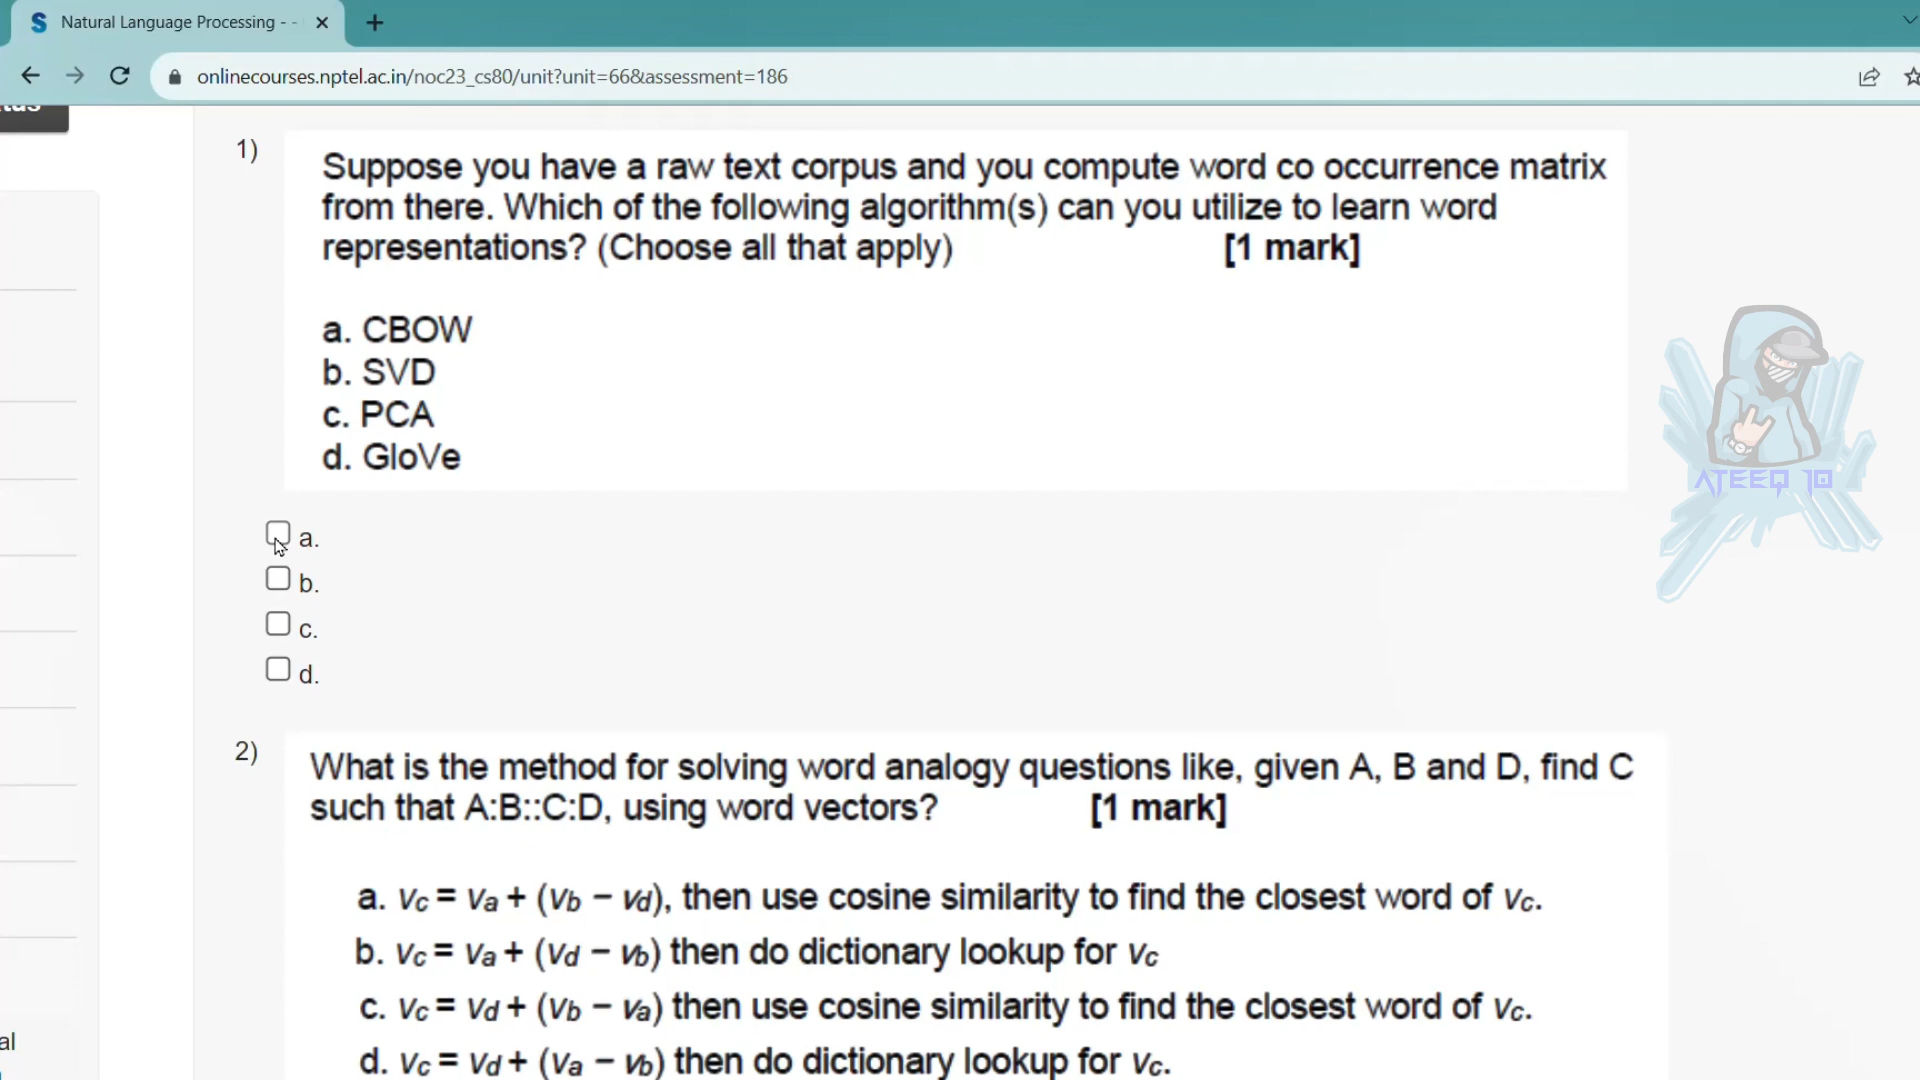 S Natural Language Processing - -
onlinecourses.nptel.ac.in/noc23_cs80/unit?unit=66&assessment=186
1)
Suppose you have a raw text corpus and you compute word co occurrence matrix
from there. Which of the following algorithm(s) can you utilize to learn word
representations? (Choose all that apply) [1 mark]
a. CBOW
b. SVD
c. PCA
d. GloVe
ATEEQ 10
a.
b.
c.
d.
2)
What is the method for solving word analogy questions like, given A, B and D, find C
such that A:B::C:D, using word vectors? [1 mark]
a. vc = va + (vb − vd), then use cosine similarity to find the closest word of vc.
b. vc = va + (vd − vb) then do dictionary lookup for vc
c. vc = vd + (vb − va) then use cosine similarity to find the closest word of vc.
d. vc = vd + (va − vb) then do dictionary lookup for vc.